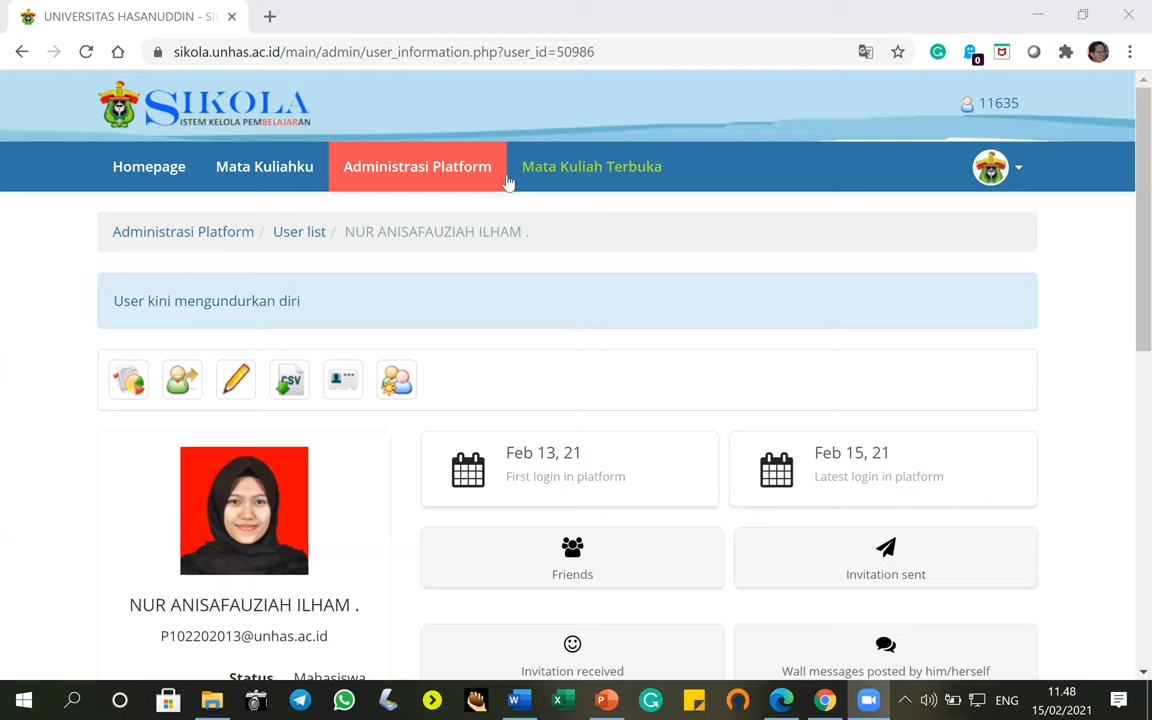 UNIVERSITAS HASANUDDIN - SI
sikola.unhas.ac.id/main/admin/user_information.php?user_id=50986
0
SIKOLA
ISTEM KELOLA PEMBELAJARAN
11635
Homepage Mata Kuliahku Administrasi Platform Mata Kuliah Terbuka
Administrasi Platform / User list / NUR ANISAFAUZIAH ILHAM .
User kini mengundurkan diri
CSV
Feb 13, 21
First login in platform
Feb 15, 21
Latest login in platform
Friends
Invitation sent
NUR ANISAFAUZIAH ILHAM .
P102202013@unhas.ac.id
Invitation received
Wall messages posted by him/herself
Status Mahasiswa
ENG
11.48
15/02/2021